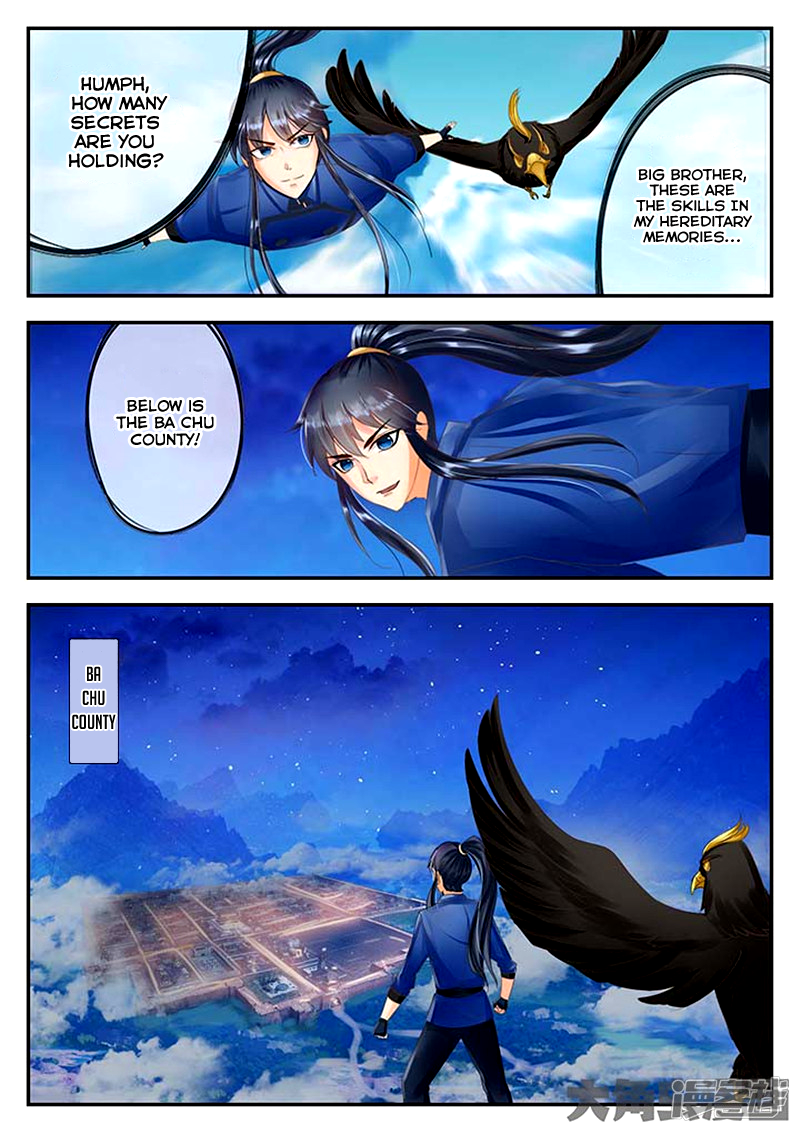 HUMPH,
HOW MANY
SECRETS
ARE YOU
HOLDING?
BIG BROTHER,
THESE ARE
THE SKILLS IN
MY HEREDITARY
MEMORIES...
BELOW IS
THE BA CHU
COUNTY!
BA
CHU
COUNTY